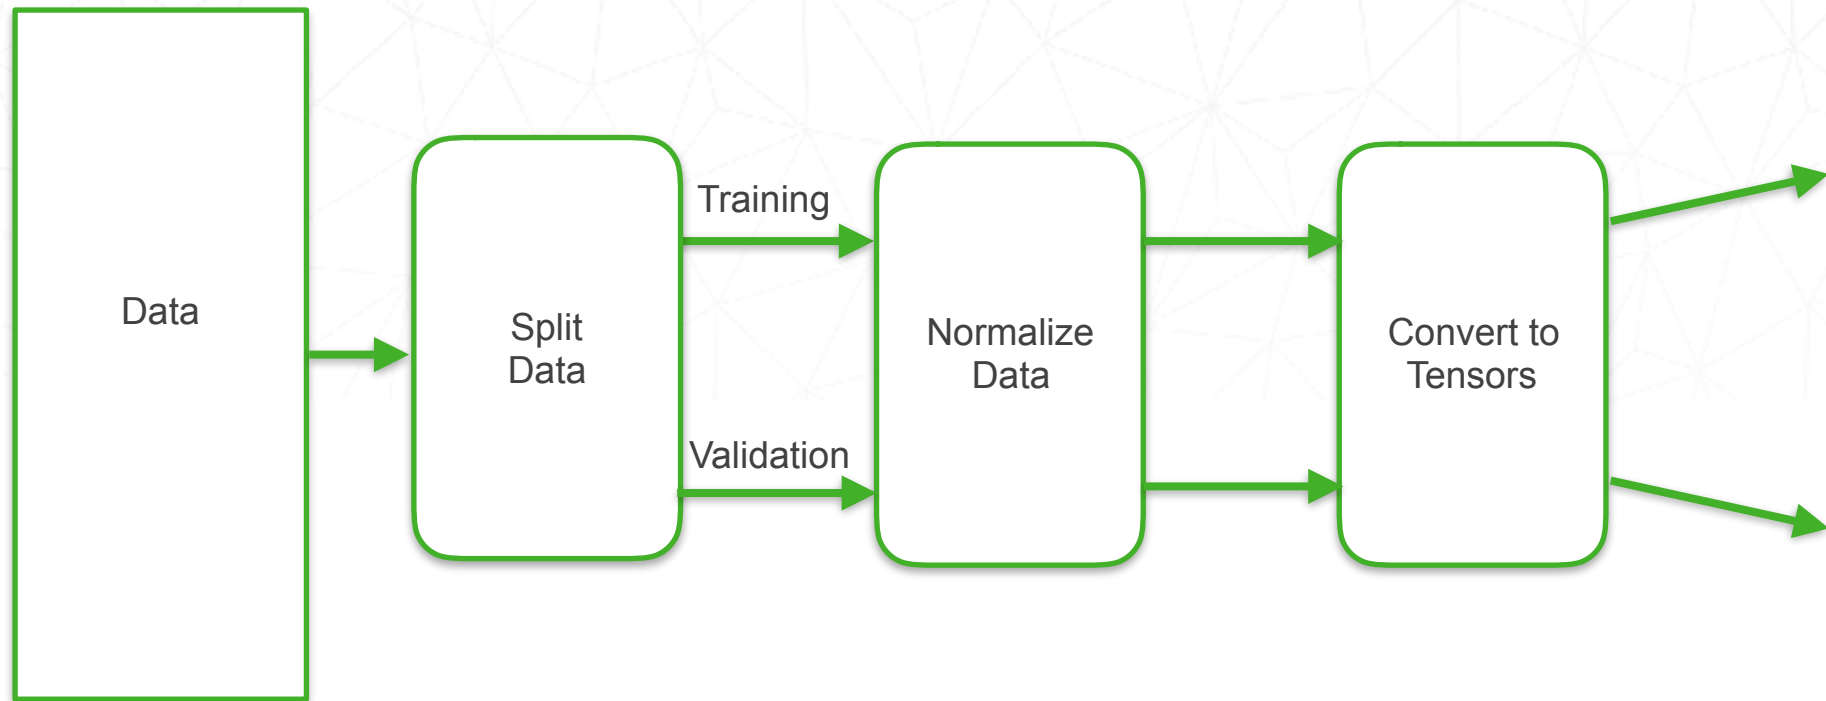 Data
Split
Data
Training
Validation
Normalize
Data
Convert to
Tensors